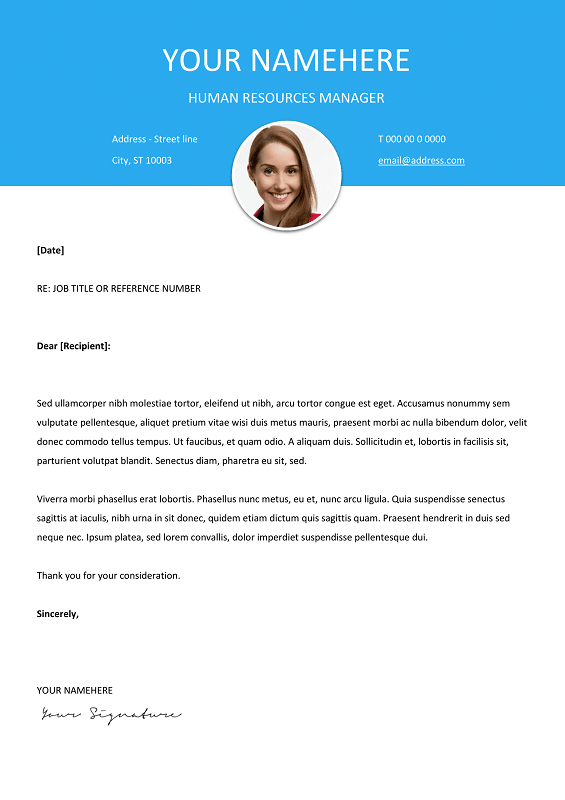 YOUR NAMEHERE
HUMAN RESOURCES MANAGER
Address - Street line
City, ST 10003
T 000 00 0 0000
email@address.com
[Date]
RE: JOB TITLE OR REFERENCE NUMBER
Dear [Recipient]:
Sed ullamcorper nibh molestiae tortor, eleifend ut nibh, arcu tortor congue est eget. Accusamus nonummy sem
vulputate pellentesque, aliquet pretium vitae wisi duis metus mauris, praesent morbi ac nulla bibendum dolor, velit
donec commodo tellus tempus. Ut faucibus, et quam odio. A aliquam duis. Sollicitudin et, lobortis in facilisis sit,
parturient volutpat blandit. Senectus diam, pharetra eu sit, sed.
Viverra morbi phasellus erat lobortis. Phasellus nunc metus, eu et, nunc arcu ligula. Quia suspendisse senectus
sagittis at iaculis, nibh urna in sit donec, quidem etiam dictum quis sagittis quam. Praesent hendrerit in duis sed
neque nec. Ipsum platea, sed lorem convallis, dolor imperdiet suspendisse pellentesque dui.
Thank you for your consideration.
Sincerely,
YOUR NAMEHERE
Your Signature